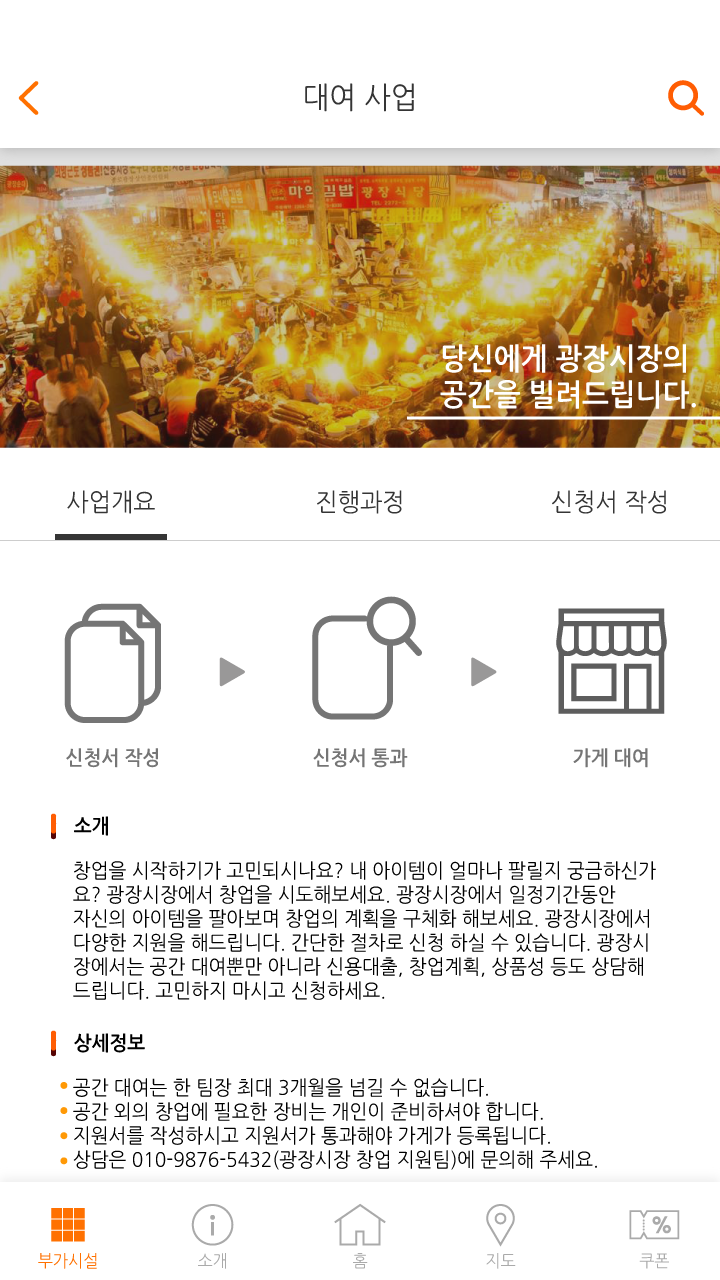 대여 사업
마약김밥 광장식당
당신에게 광장시장의
공간을 빌려드립니다.
사업개요 진행과정 신청서 작성
신청서 작성 신청서 통과 가게 대여
소개
창업을 시작하기가 고민되시나요? 내 아이템이 얼마나 팔릴지 궁금하신가
요? 광장시장에서 창업을 시도해보세요. 광장시장에서 일정기간동안
자신의 아이템을 팔아보며 창업의 계획을 구체화 해보세요. 광장시장에서
다양한 지원을 해드립니다. 간단한 절차로 신청 하실 수 있습니다. 광장시
장에서는 공간 대여뿐만 아니라 신용대출, 창업계획, 상품성 등도 상담해
드립니다. 고민하지 마시고 신청하세요.
상세정보
공간 대여는 한 팀장 최대 3개월을 넘길 수 없습니다.
공간 외의 창업에 필요한 장비는 개인이 준비하셔야 합니다.
지원서를 작성하시고 지원서가 통과해야 가게가 등록됩니다.
상담은 010-9876-5432(광장시장 창업 지원팀)에 문의해 주세요.
부가시설 소개 홈 지도 쿠폰